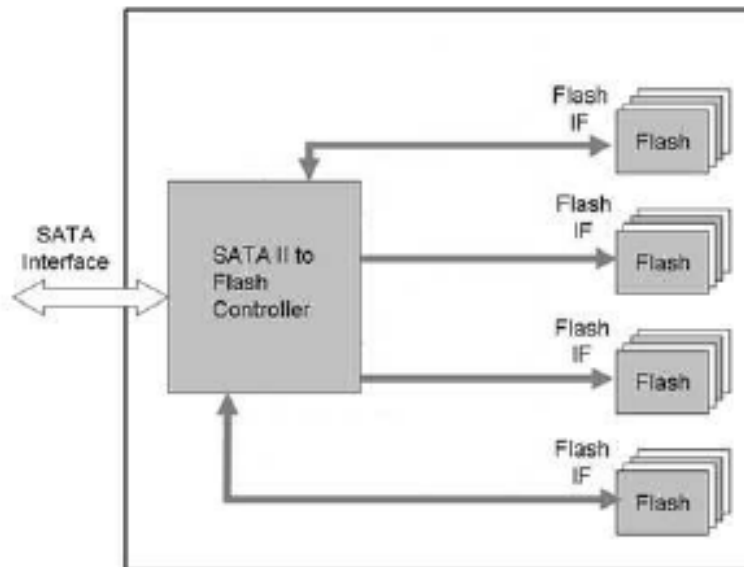 Flash
IF
Flash
SATA
Interface
SATA II to
Flash
Controller
Flash
IF
Flash
Flash
IF
Flash
Flash
IF
Flash